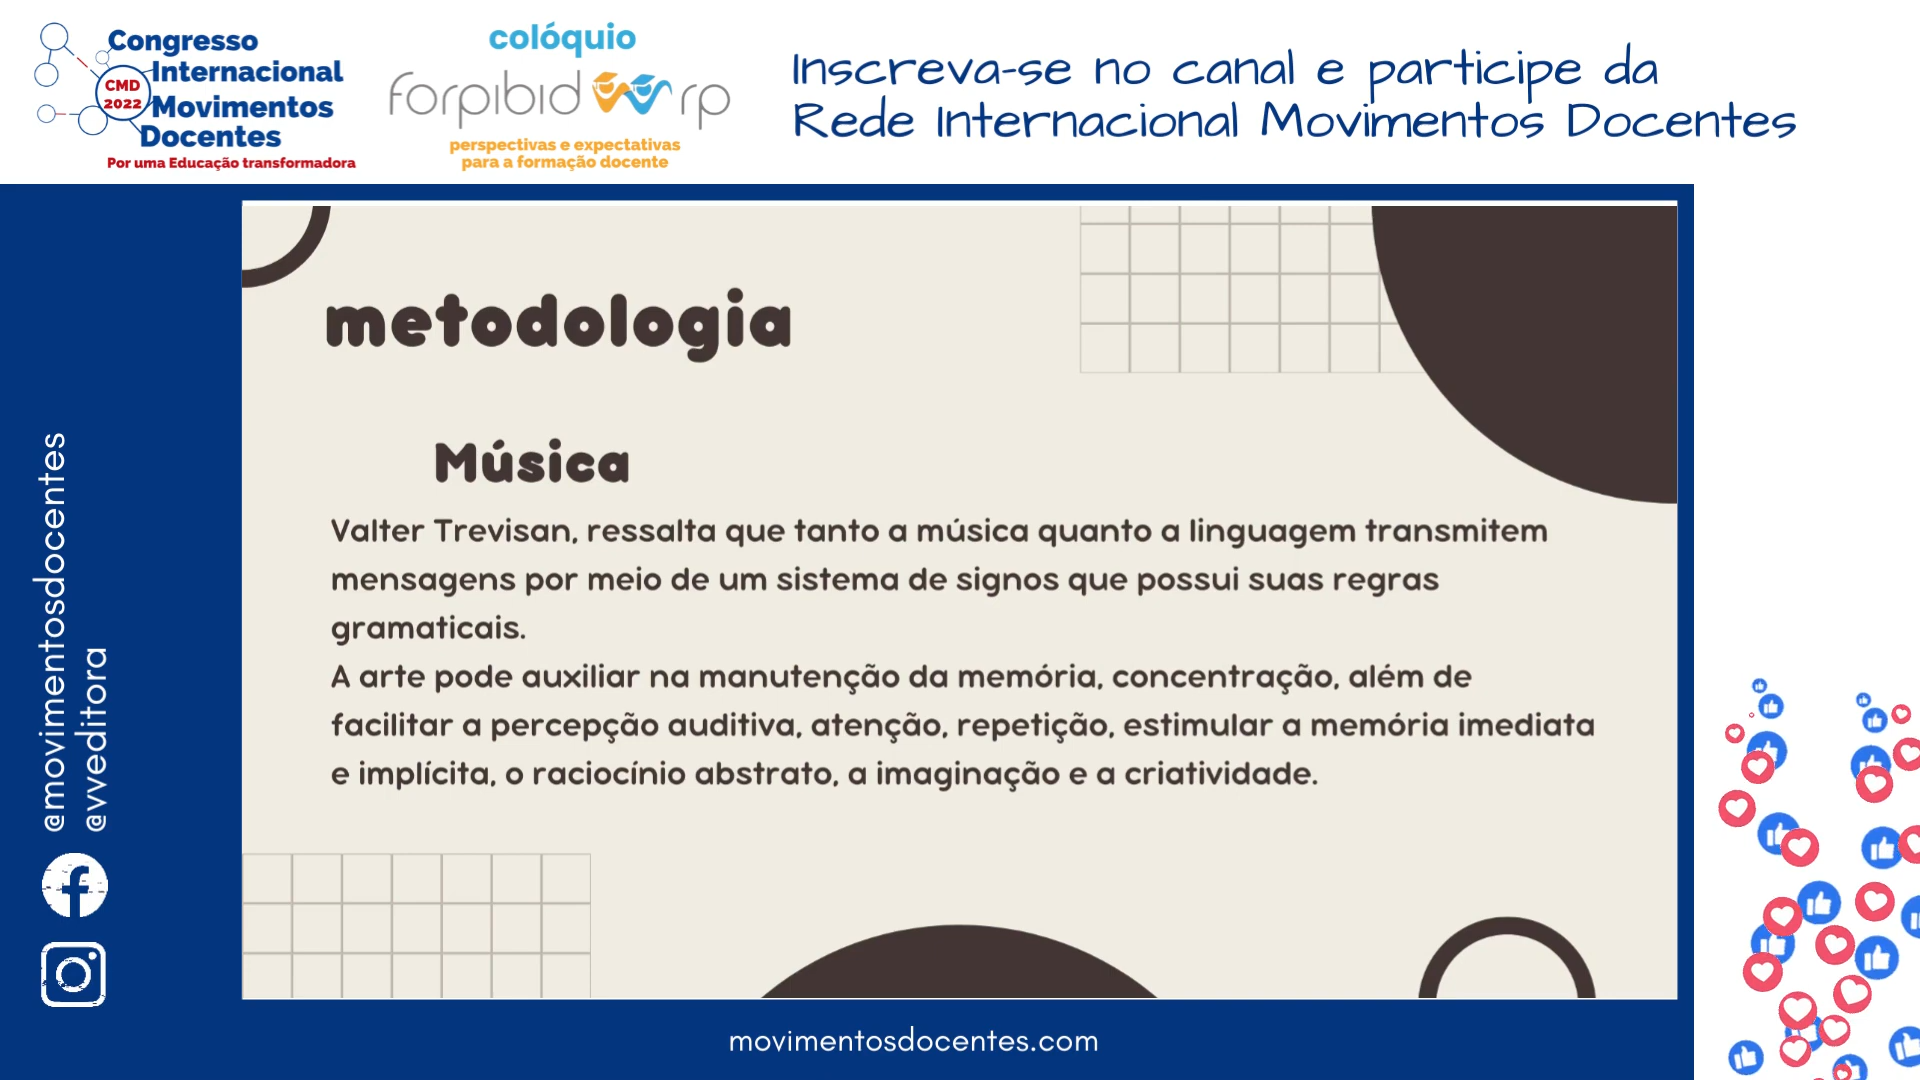 Congresso
Internacional
CMD
2022
Movimentos
Docentes
Por uma Educação transformadora
colóquio
forpibid rp
perspectivas e expectativas
para a formação docente
Inscreva-se no canal e participe da
Rede Internacional Movimentos Docentes
metodologia
Música
Valter Trevisan, ressalta que tanto a música quanto a linguagem transmitem
mensagens por meio de um sistema de signos que possui suas regras
gramaticais.
A arte pode auxiliar na manutenção da memória, concentração, além de
facilitar a percepção auditiva, atenção, repetição, estimular a memória imediata
e implícita, o raciocínio abstrato, a imaginação e a criatividade.
@movimentosdocentes
@vveditora
movimentosdocentes.com